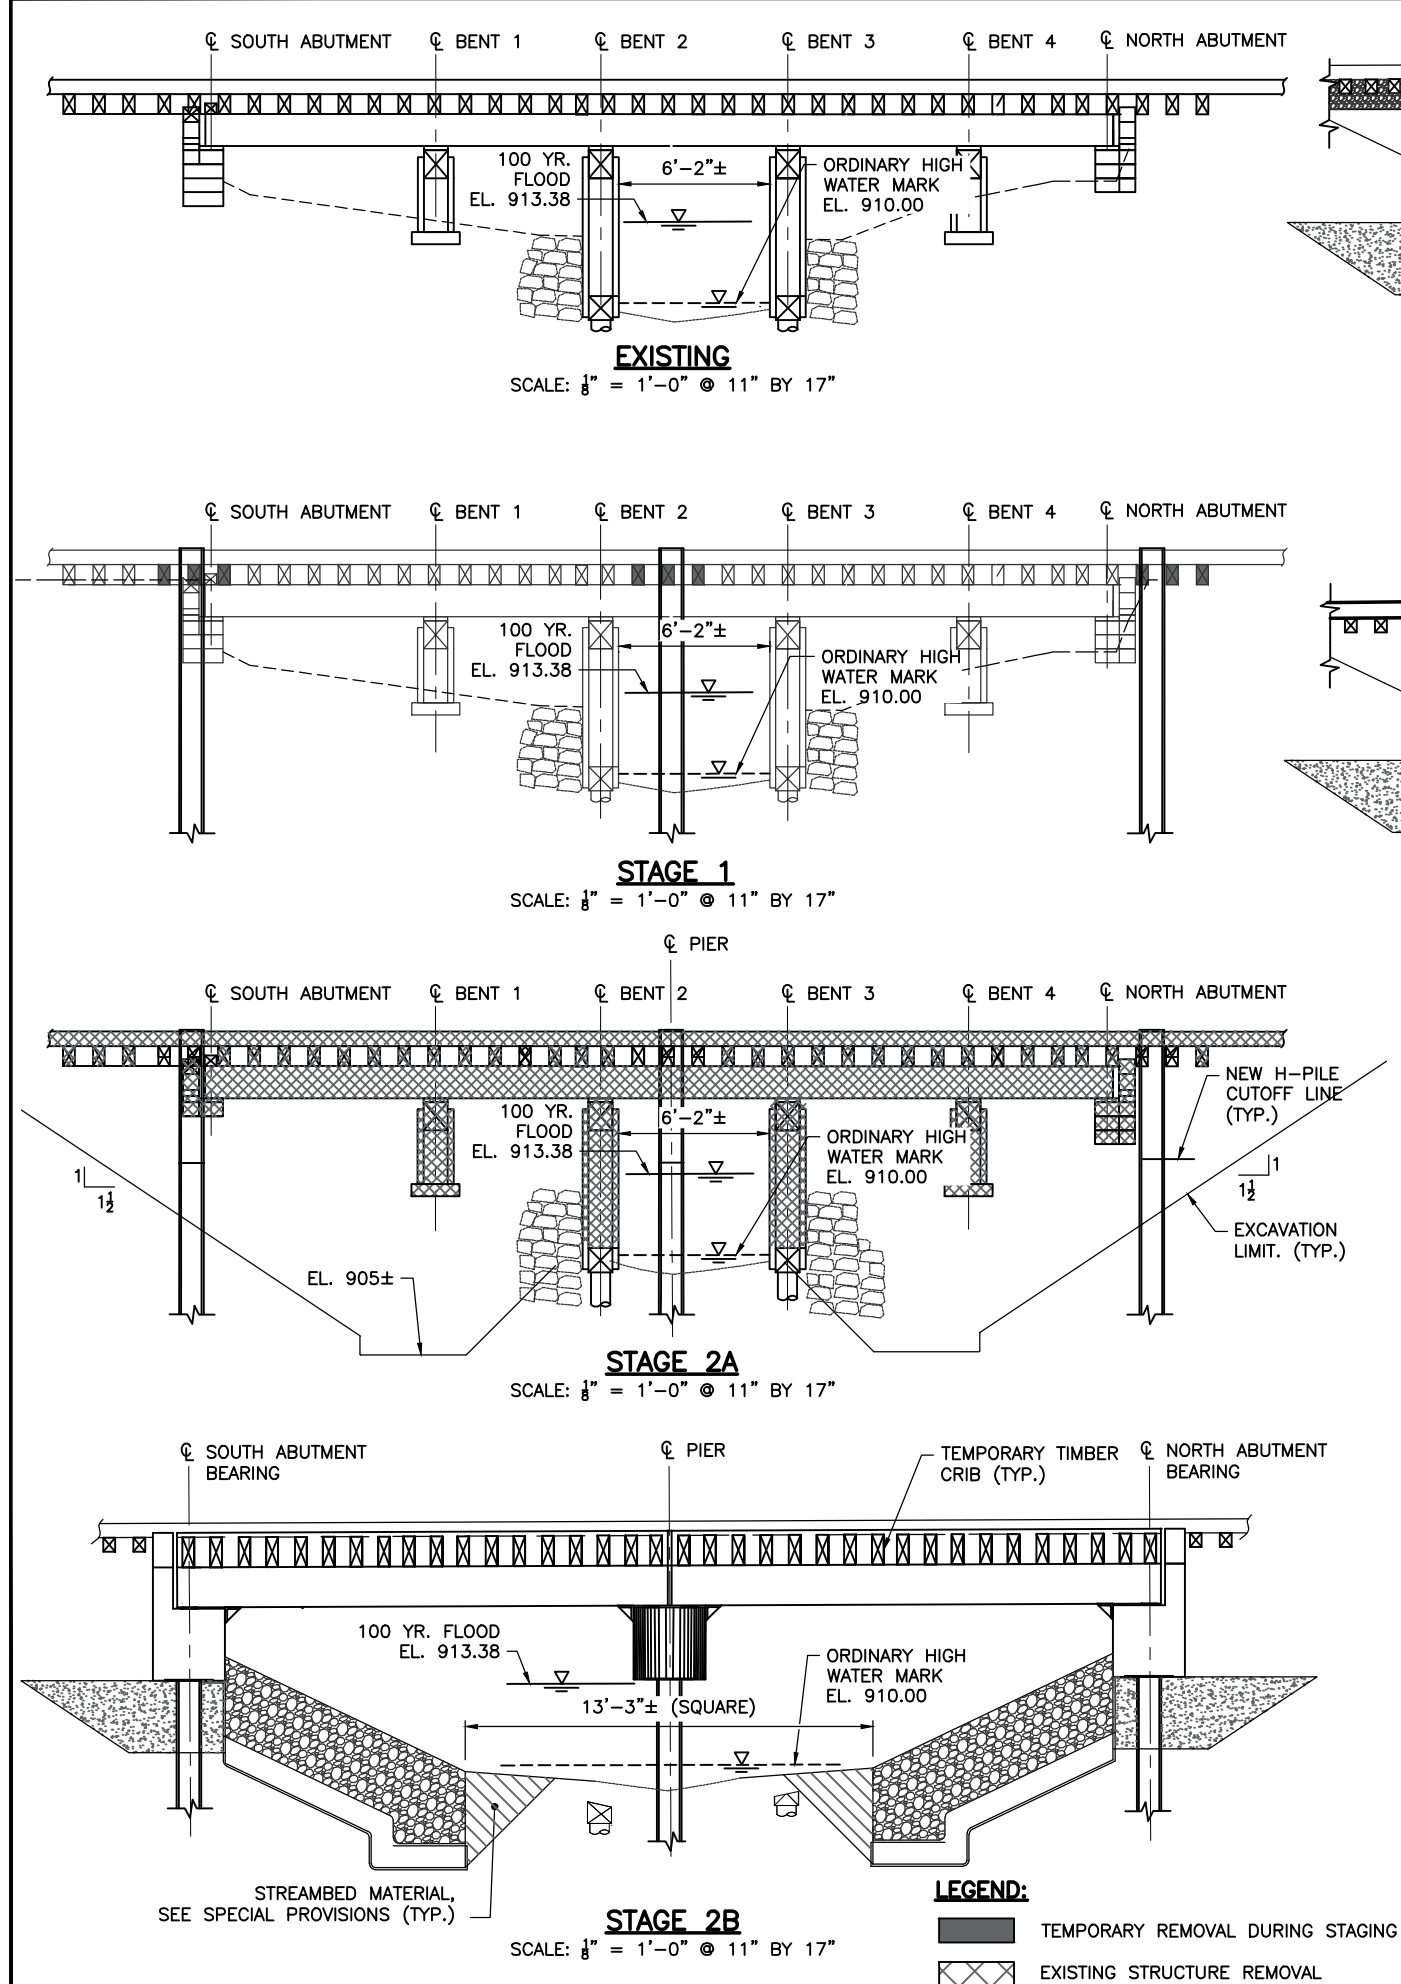 ℄ SOUTH ABUTMENT
℄ BENT 1
℄ BENT 2
℄ BENT 3
℄ BENT 4
℄ NORTH ABUTMENT
100 YR.
FLOOD
EL. 913.38
6'-2"±
ORDINARY HIGH
WATER MARK
EL. 910.00
EXISTING
SCALE: ⅛" = 1'-0" @ 11" BY 17"
℄ SOUTH ABUTMENT
℄ BENT 1
℄ BENT 2
℄ BENT 3
℄ BENT 4
℄ NORTH ABUTMENT
100 YR.
FLOOD
EL. 913.38
6'-2"±
ORDINARY HIGH
WATER MARK
EL. 910.00
STAGE 1
SCALE: ⅛" = 1'-0" @ 11" BY 17"
℄ PIER
℄ SOUTH ABUTMENT
℄ BENT 1
℄ BENT 2
℄ BENT 3
℄ BENT 4
℄ NORTH ABUTMENT
100 YR.
FLOOD
EL. 913.38
6'-2"±
ORDINARY HIGH
WATER MARK
EL. 910.00
NEW H-PILE
CUTOFF LINE
(TYP.)
1
1½
1
1½
EXCAVATION
LIMIT. (TYP.)
EL. 905±
STAGE 2A
SCALE: ⅛" = 1'-0" @ 11" BY 17"
℄ SOUTH ABUTMENT
BEARING
℄ PIER
TEMPORARY TIMBER
CRIB (TYP.)
℄ NORTH ABUTMENT
BEARING
100 YR. FLOOD
EL. 913.38
ORDINARY HIGH
WATER MARK
EL. 910.00
13'-3"± (SQUARE)
STREAMBED MATERIAL,
SEE SPECIAL PROVISIONS (TYP.)
STAGE 2B
SCALE: ⅛" = 1'-0" @ 11" BY 17"
LEGEND:
TEMPORARY REMOVAL DURING STAGING
EXISTING STRUCTURE REMOVAL